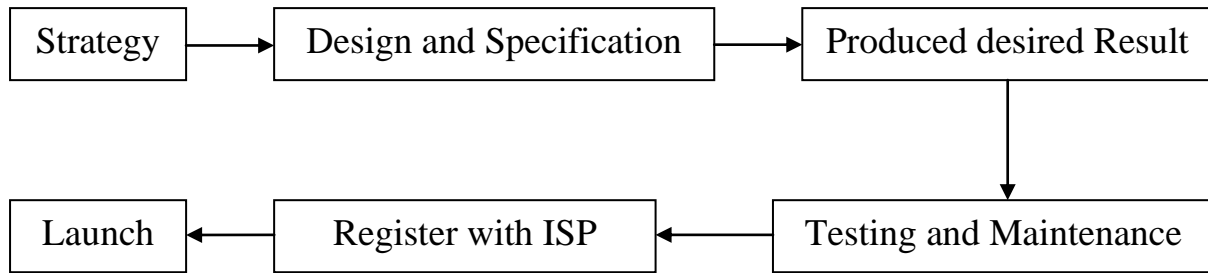 Strategy
Design and Specification
Produced desired Result
Testing and Maintenance
Register with ISP
Launch